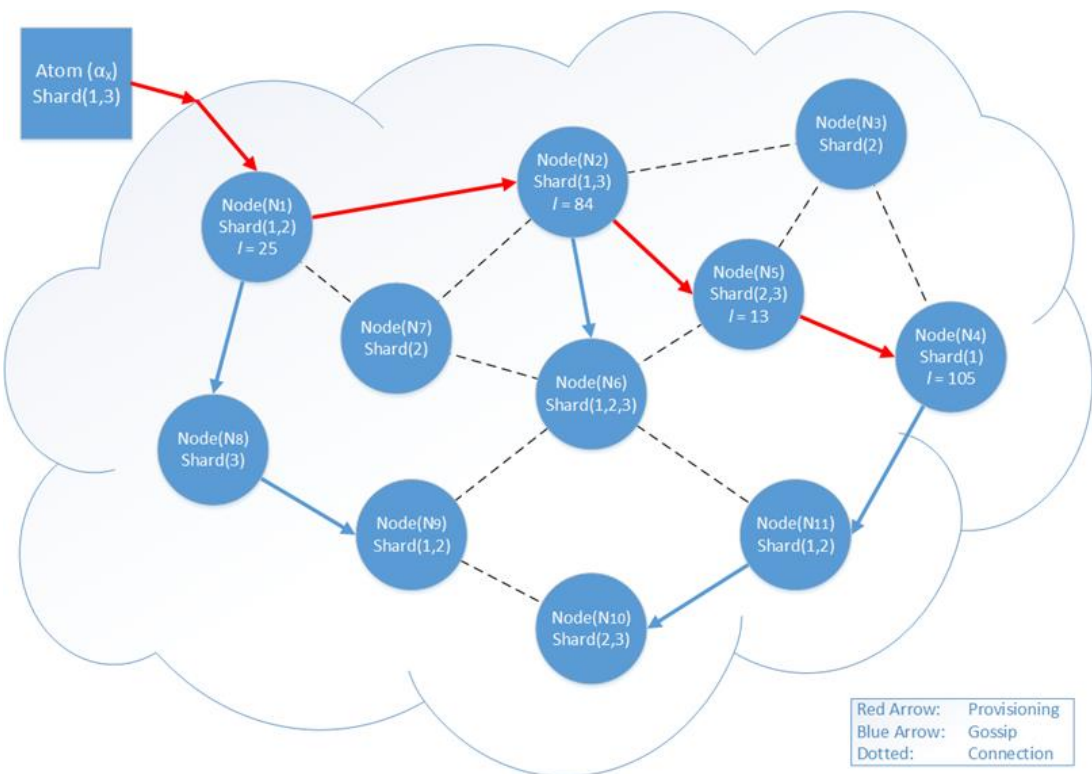 Atom (αx)
Shard(1,3)
Node(N1)
Shard(1,2)
l = 25
Node(N2)
Shard(1,3)
l = 84
Node(N3)
Shard(2)
Node(N5)
Shard(2,3)
l = 13
Node(N7)
Shard(2)
Node(N4)
Shard(1)
l = 105
Node(N6)
Shard(1,2,3)
Node(N8)
Shard(3)
Node(N9)
Shard(1,2)
Node(N11)
Shard(1,2)
Node(N10)
Shard(2,3)
Red Arrow: Provisioning
Blue Arrow: Gossip
Dotted: Connection